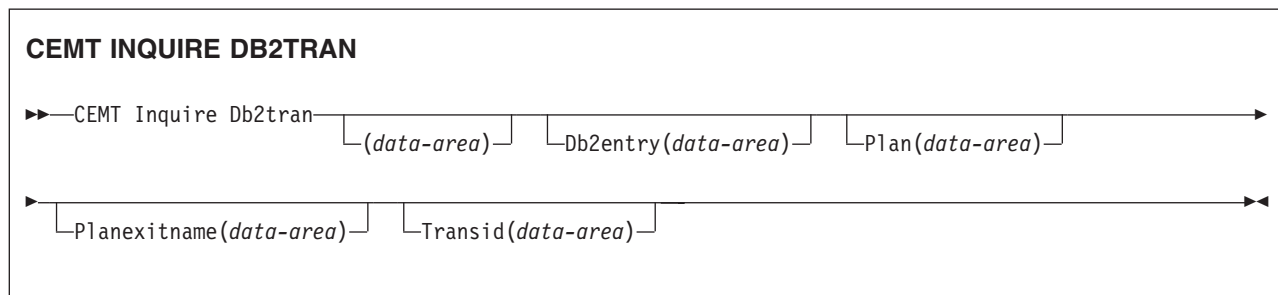 CEMT INQUIRE DB2TRAN
CEMT Inquire Db2tran
(data-area) Db2entry(data-area) Plan(data-area)
Planexitname(data-area) Transid(data-area)